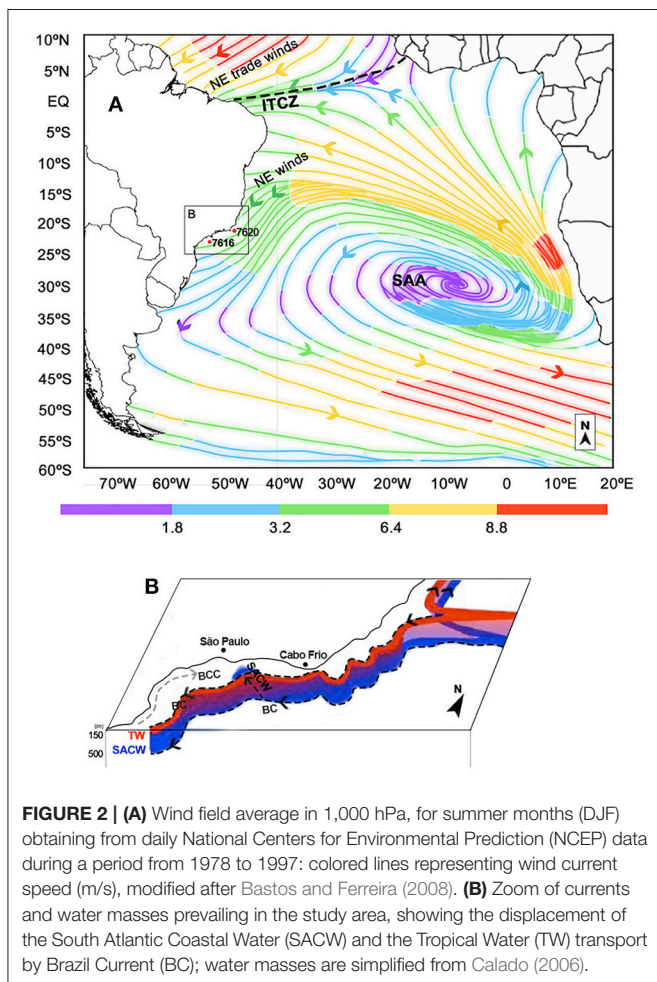 10ºN
5ºN
EQ
5ºS
10ºS
15ºS
20ºS
25ºS
30ºS
35ºS
40ºS
45ºS
50ºS
55ºS
60ºS
A
NE trade winds
ITCZ
NE winds
B
7620
7616
SAA
N
70ºW 60ºW 50ºW 40ºW 30ºW 20ºW 10ºW 0 10ºE 20ºE
1.8 3.2 6.4 8.8
B
São Paulo
Cabo Frio
BCC
SACW
BC
BC
N
(m)
150
TW
500
SACW
FIGURE 2 | (A) Wind field average in 1,000 hPa, for summer months (DJF)
obtaining from daily National Centers for Environmental Prediction (NCEP) data
during a period from 1978 to 1997: colored lines representing wind current
speed (m/s), modified after Bastos and Ferreira (2008). (B) Zoom of currents
and water masses prevailing in the study area, showing the displacement of
the South Atlantic Coastal Water (SACW) and the Tropical Water (TW) transport
by Brazil Current (BC); water masses are simplified from Calado (2006).